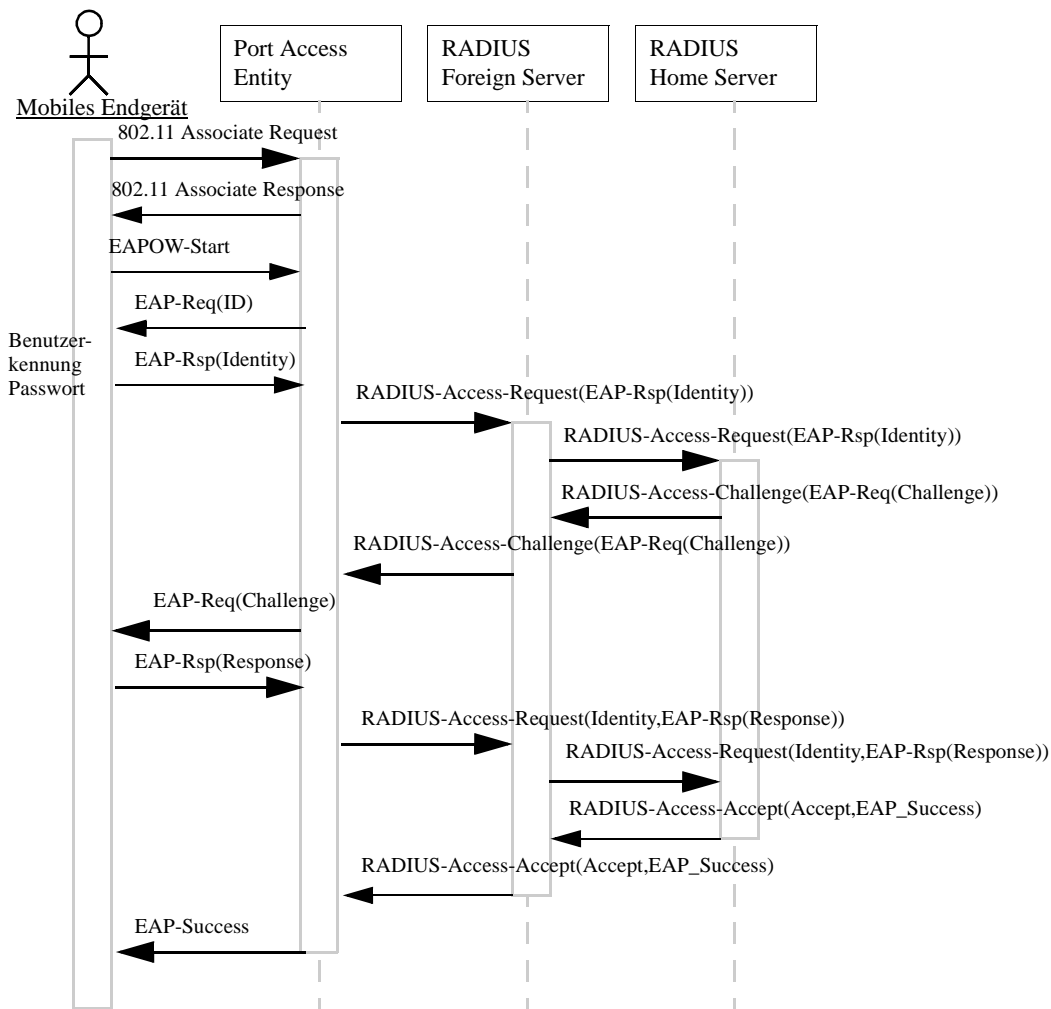 Port Access
Entity
RADIUS
Foreign Server
RADIUS
Home Server
Mobiles Endgerät
802.11 Associate Request
802.11 Associate Response
EAPOW-Start
EAP-Req(ID)
Benutzer-
kennung
Passwort
EAP-Rsp(Identity)
RADIUS-Access-Request(EAP-Rsp(Identity))
RADIUS-Access-Request(EAP-Rsp(Identity))
RADIUS-Access-Challenge(EAP-Req(Challenge))
RADIUS-Access-Challenge(EAP-Req(Challenge))
EAP-Req(Challenge)
EAP-Rsp(Response)
RADIUS-Access-Request(Identity,EAP-Rsp(Response))
RADIUS-Access-Request(Identity,EAP-Rsp(Response))
RADIUS-Access-Accept(Accept,EAP_Success)
RADIUS-Access-Accept(Accept,EAP_Success)
EAP-Success